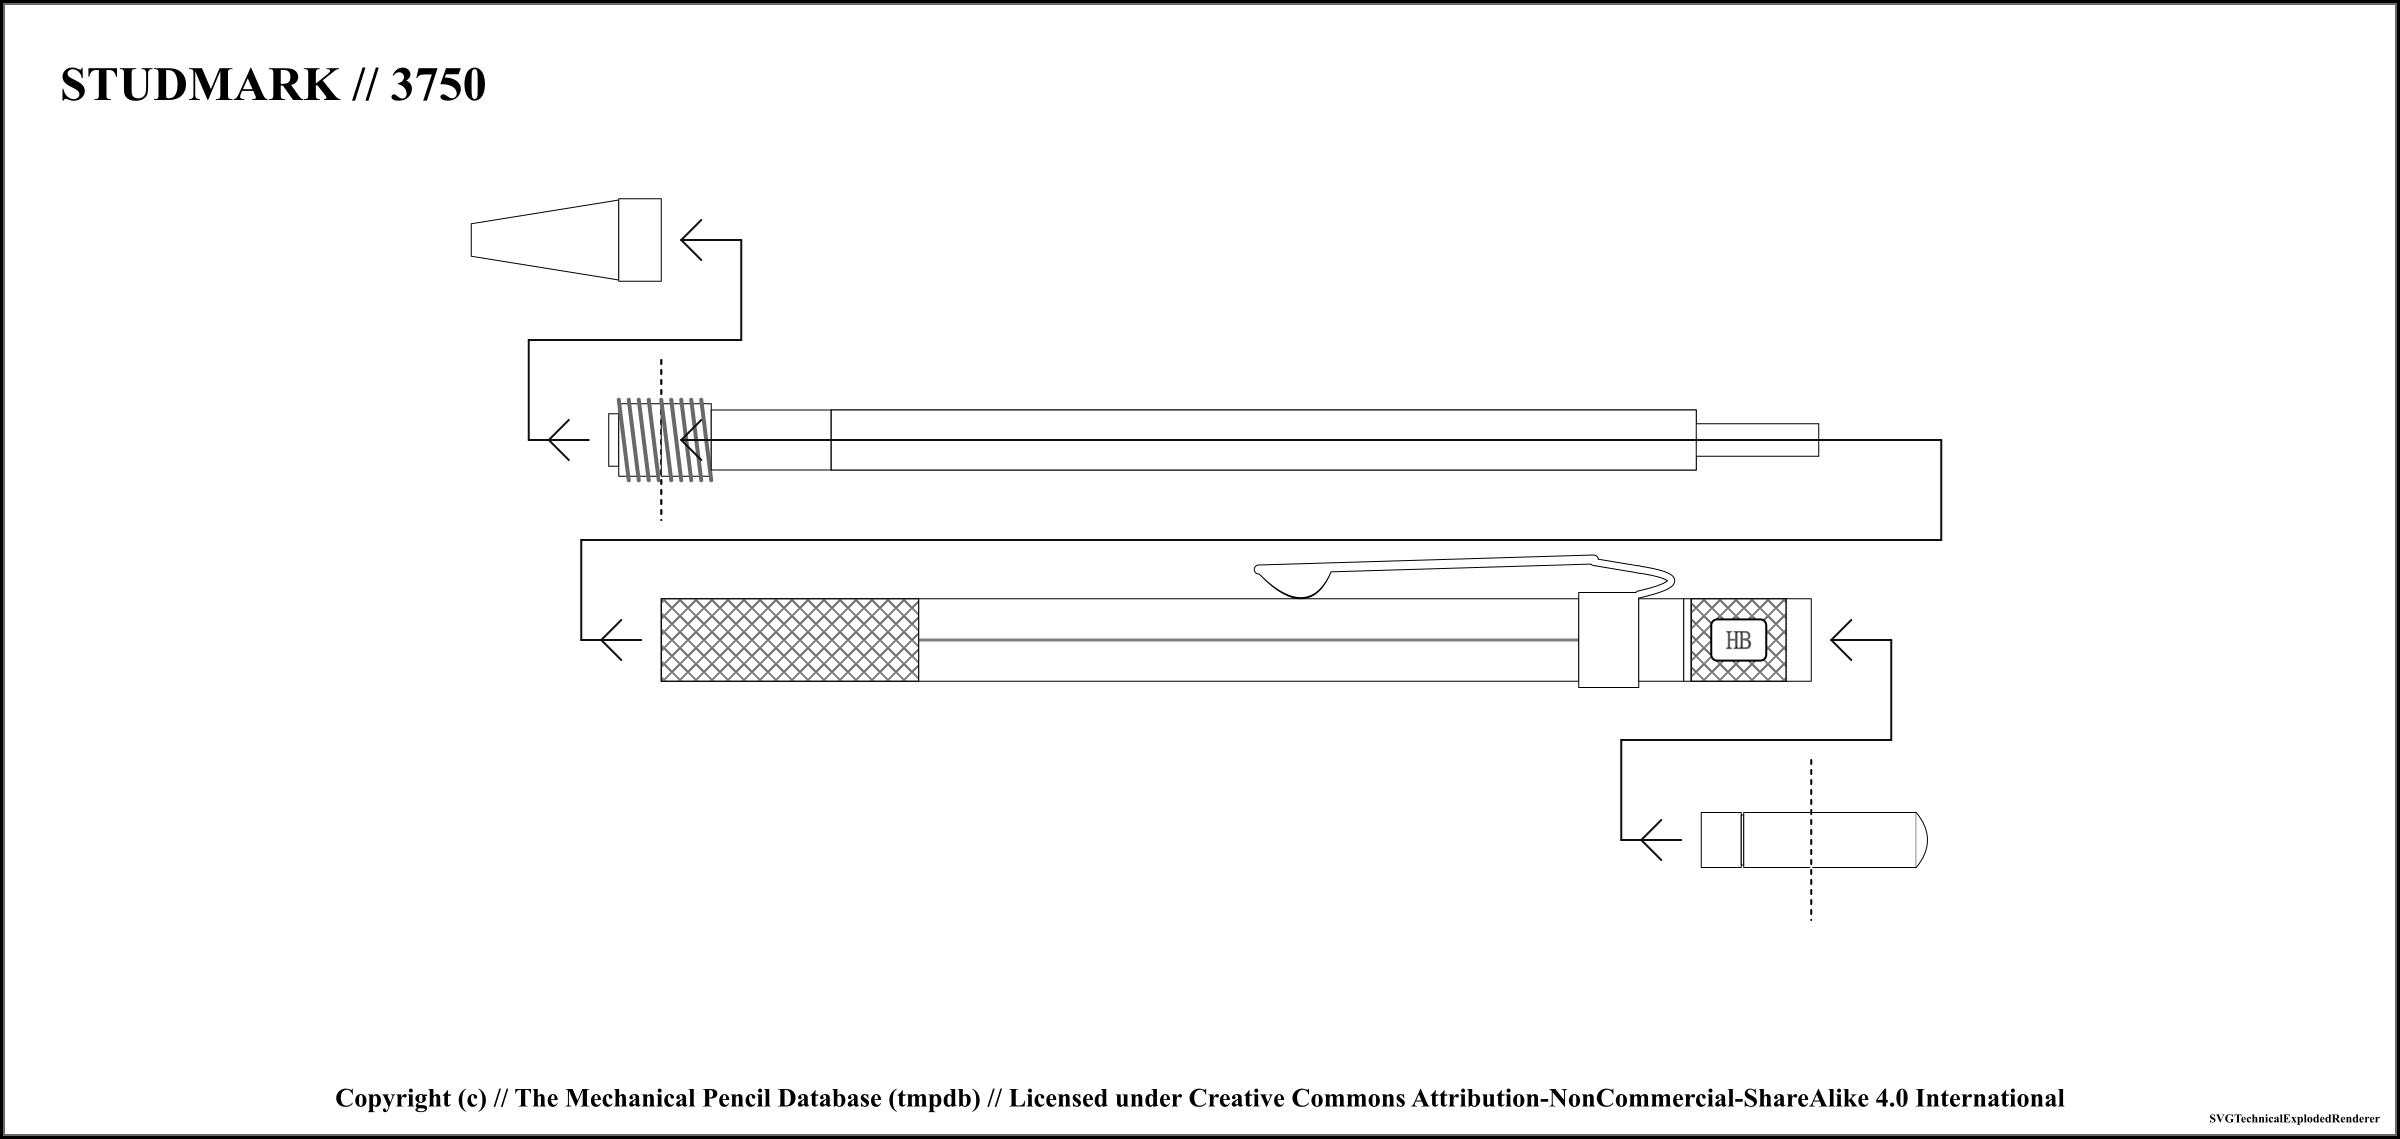 STUDMARK // 3750
HB
Copyright (c) // The Mechanical Pencil Database (tmpdb) // Licensed under Creative Commons Attribution-NonCommercial-ShareAlike 4.0 International
SVGTechnicalExplodedRenderer